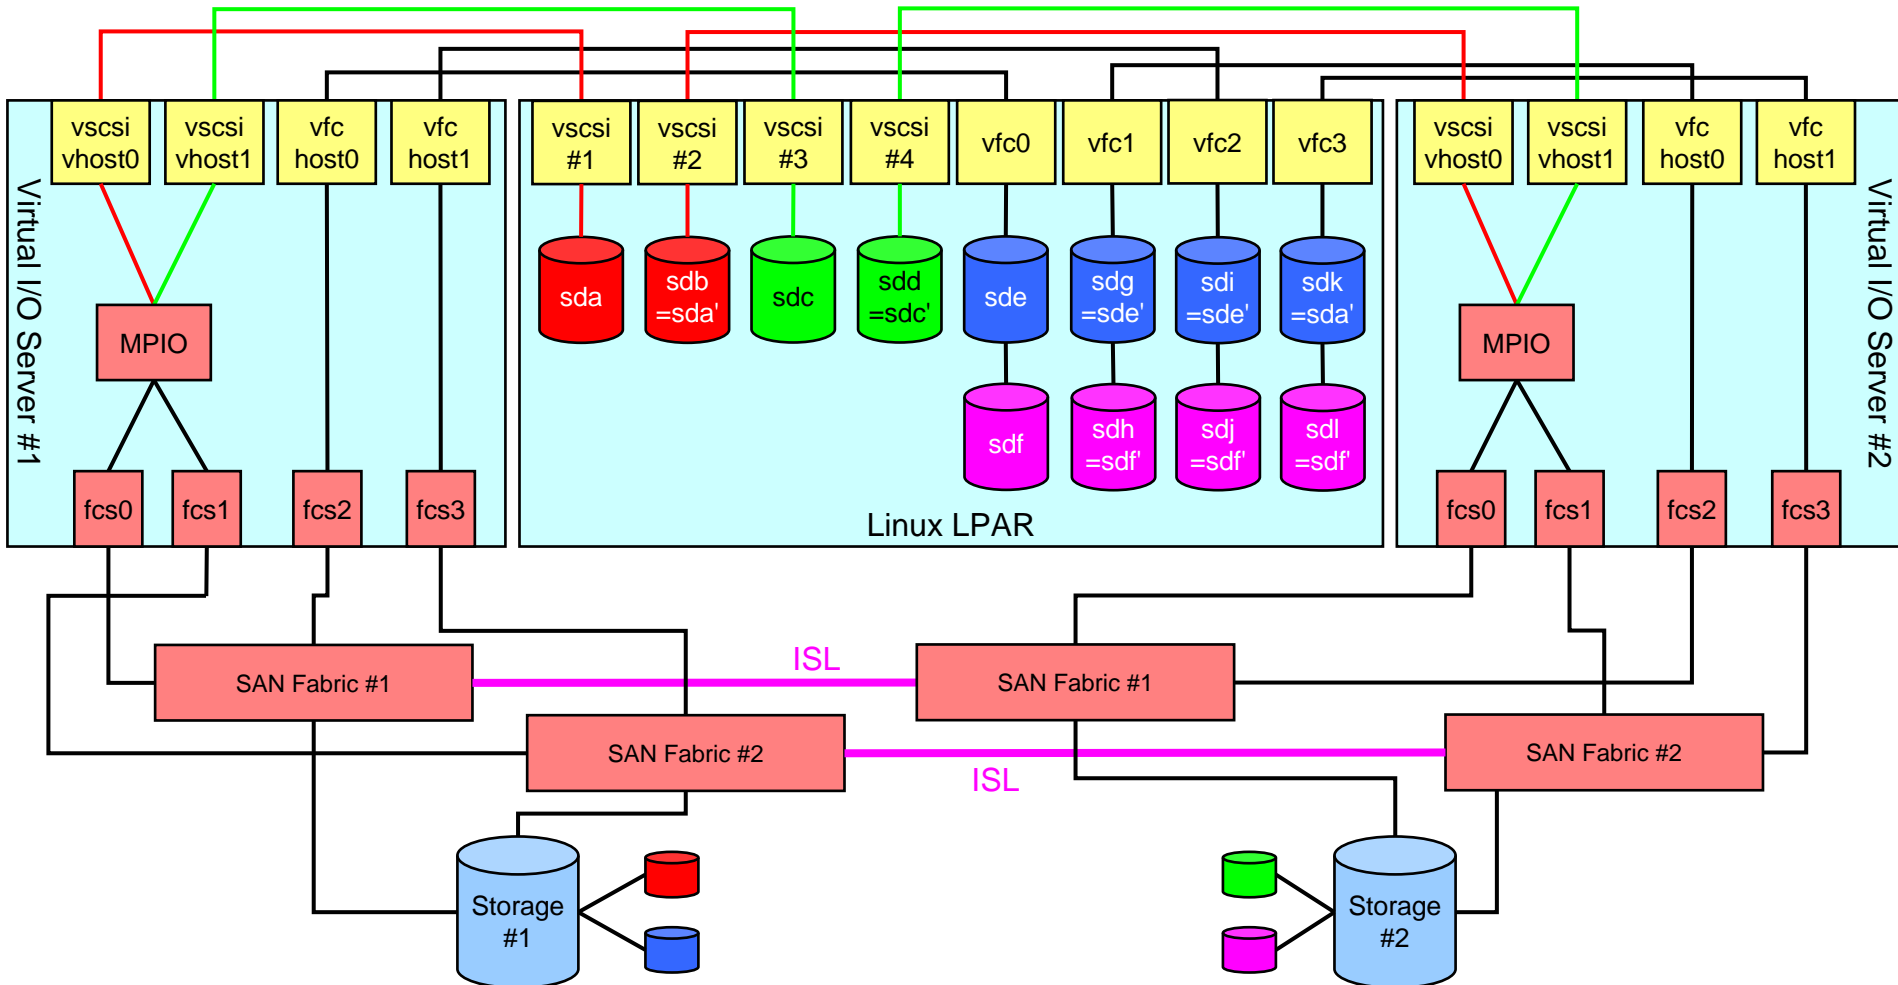 vscsi
vhost0
vscsi
vhost1
vfc
host0
vfc
host1
Virtual I/O Server #1
MPIO
fcs0
fcs1
fcs2
fcs3
vscsi
#1
vscsi
#2
vscsi
#3
vscsi
#4
vfc0
vfc1
vfc2
vfc3
sda
sdb
=sda'
sdc
sdd
=sdc'
sde
sdg
=sde'
sdi
=sde'
sdk
=sda'
sdf
sdh
=sdf'
sdj
=sdf'
sdl
=sdf'
Linux LPAR
vscsi
vhost0
vscsi
vhost1
vfc
host0
vfc
host1
Virtual I/O Server #2
MPIO
fcs0
fcs1
fcs2
fcs3
SAN Fabric #1
ISL
SAN Fabric #1
SAN Fabric #2
ISL
SAN Fabric #2
Storage
#1
Storage
#2